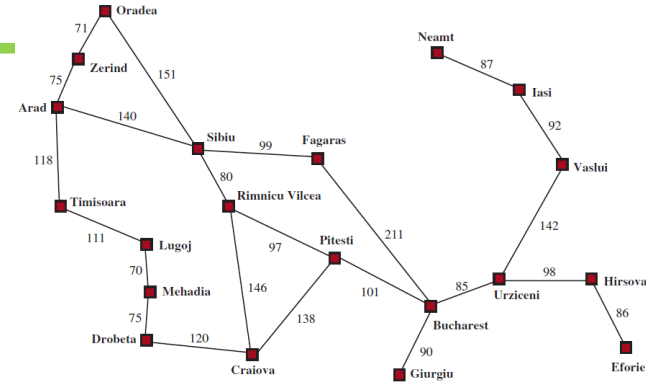 Oradea
71
Neamt
87
Zerind
151
75
Iasi
Arad
140
92
Sibiu
99
Fagaras
118
Vaslui
80
Timisoara
Rimnicu Vilcea
142
111
Lugoj
97
Pitesti
211
70
98
Mehadia
146
101
85
Hirsova
Urziceni
75
138
86
Bucharest
Drobeta
120
90
Craiova
Giurgiu
Eforie